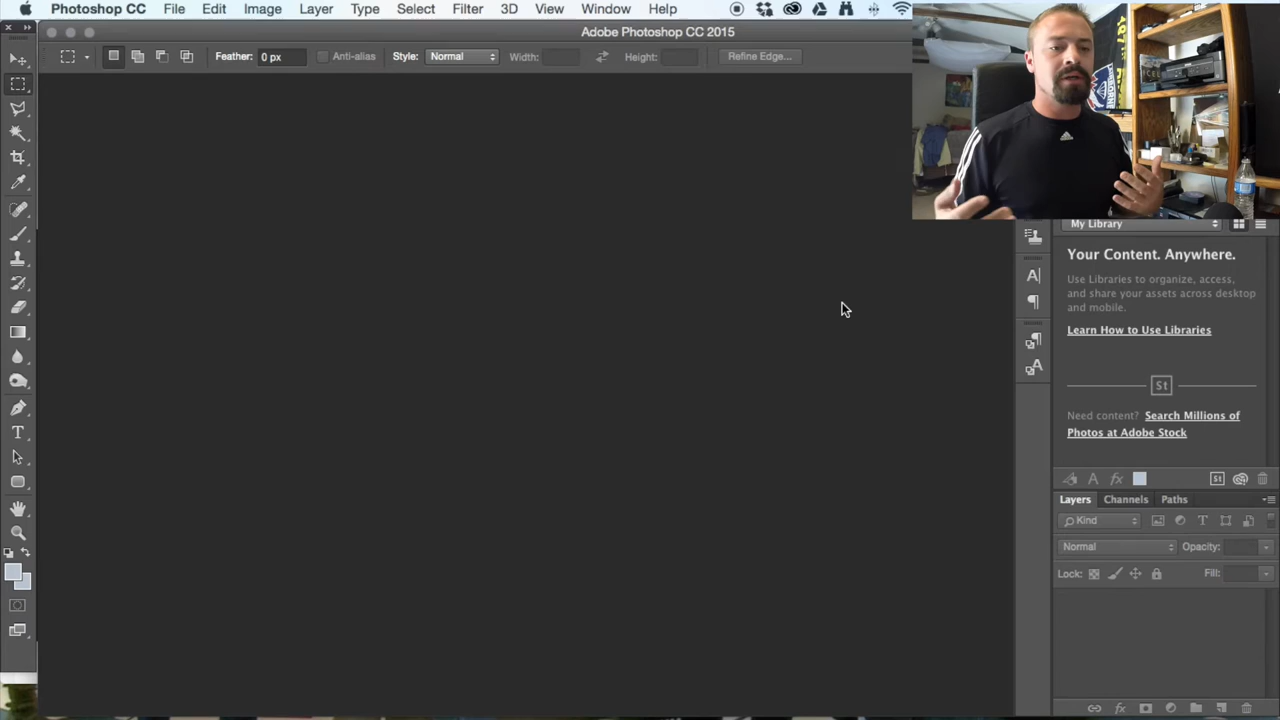 Photoshop CC File Edit Image Layer Type Select Filter 3D View Window Help
Adobe Photoshop CC 2015
Feather: 0 px Anti-alias Style: Normal Width: Height: Refine Edge...
My Library
Your Content. Anywhere.
Use Libraries to organize, access,
and share your assets across desktop
and mobile.
Learn How to Use Libraries
St
Need content? Search Millions of
Photos at Adobe Stock
St
Layers Channels Paths
Kind
Normal Opacity:
Lock: Fill: